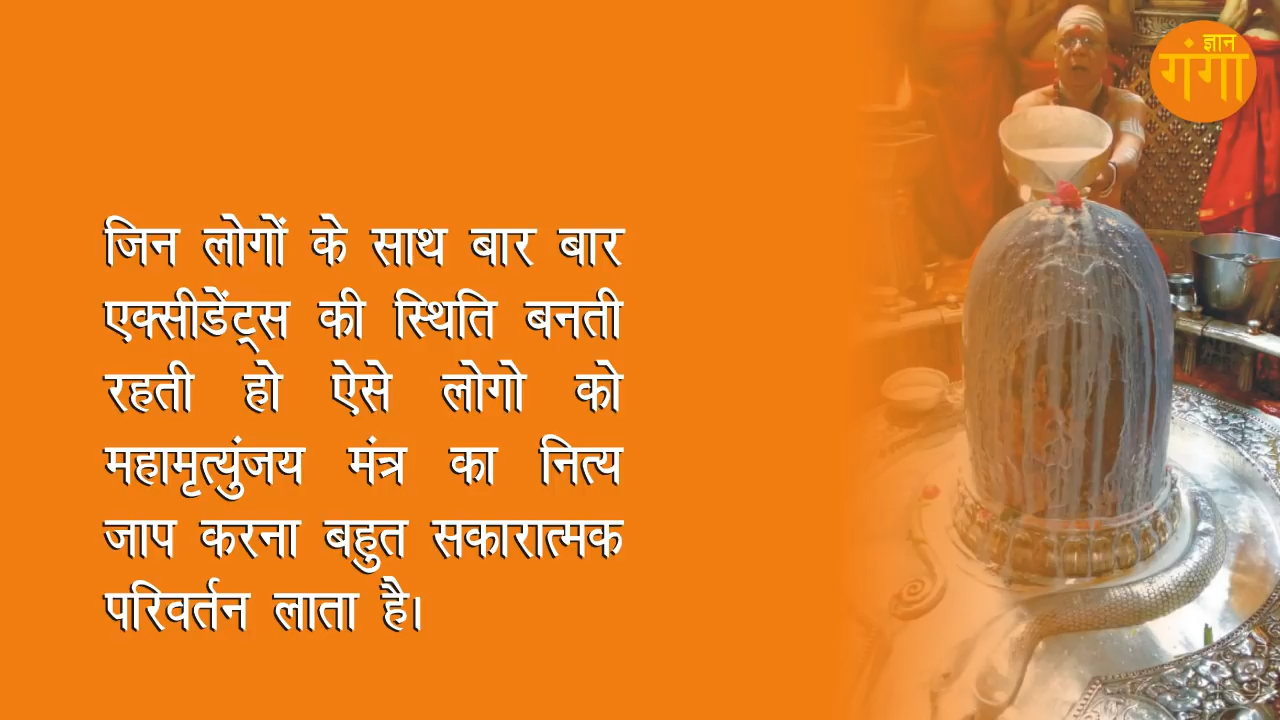 ज्ञान
गंगा
जिन लोगों के साथ बार बार
एक्सीडेंट्स की स्थिति बनती
रहती हो ऐसे लोगो को
महामृत्युंजय मंत्र का नित्य
जाप करना बहुत सकारात्मक
परिवर्तन लाता है।